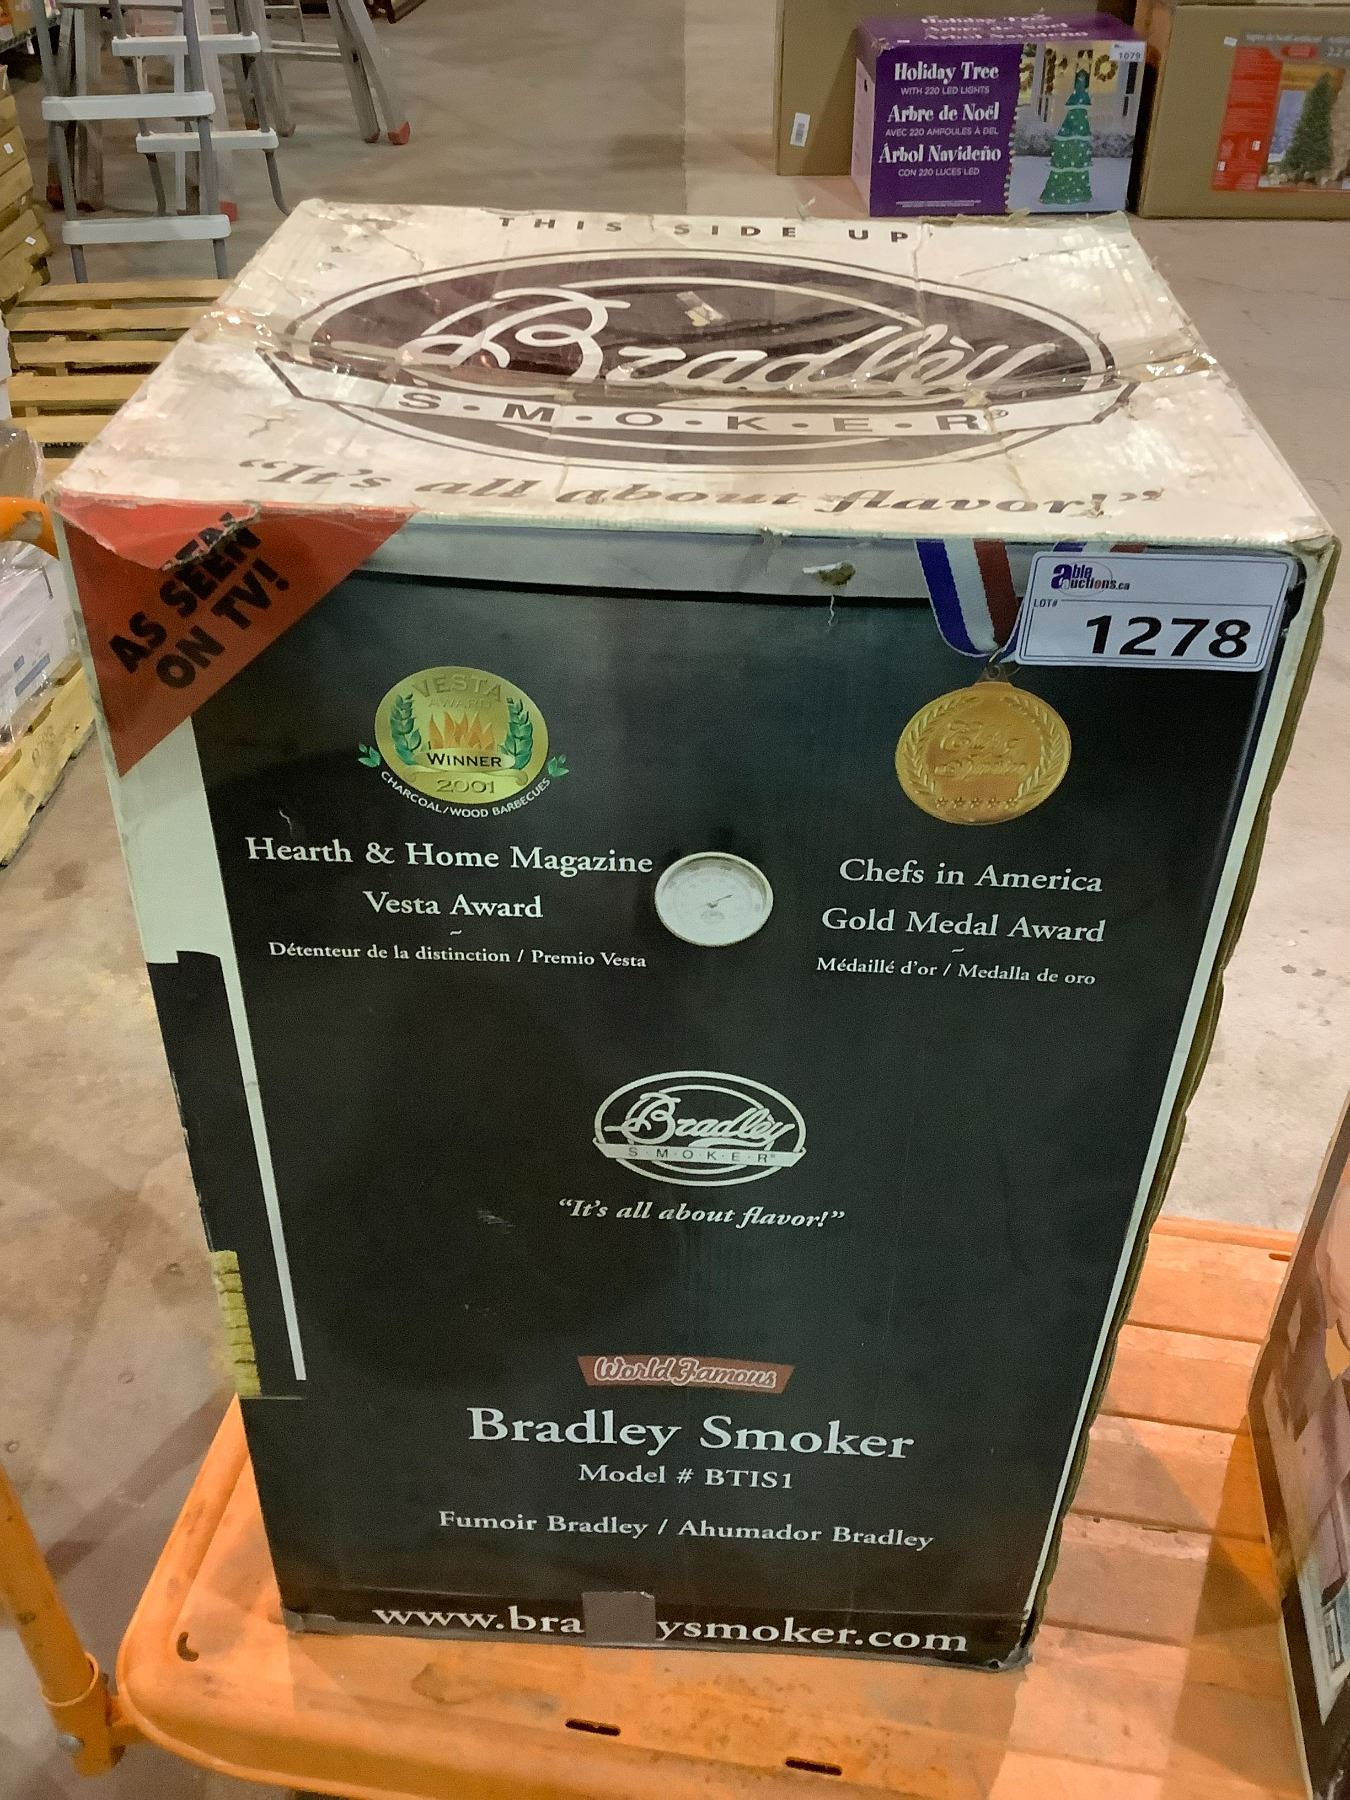 Holiday Tree
WITH 220 LED LIGHTS
Arbre de Noël
AVEC 220 AMPOULES À DEL
Árbol Navideño
CON 220 LUCES LED
1079
THIS SIDE UP
Bradley
S·M·O·K·E·R®
“It's all about flavor!”
AS SEEN
ON TV!
able
auctions.ca
LOT#
1278
VESTA
AWARD
WINNER
2001
CHARCOAL/WOOD BARBECUES
Hearth & Home Magazine
Vesta Award
~
Détenteur de la distinction / Premio Vesta
Chefs in America
Gold Medal Award
~
Médaillé d'or / Medalla de oro
Bradley
S·M·O·K·E·R®
“It's all about flavor!”
World Famous
Bradley Smoker
Model # BTIS1
Fumoir Bradley / Ahumador Bradley
www.bra ysmoker.com